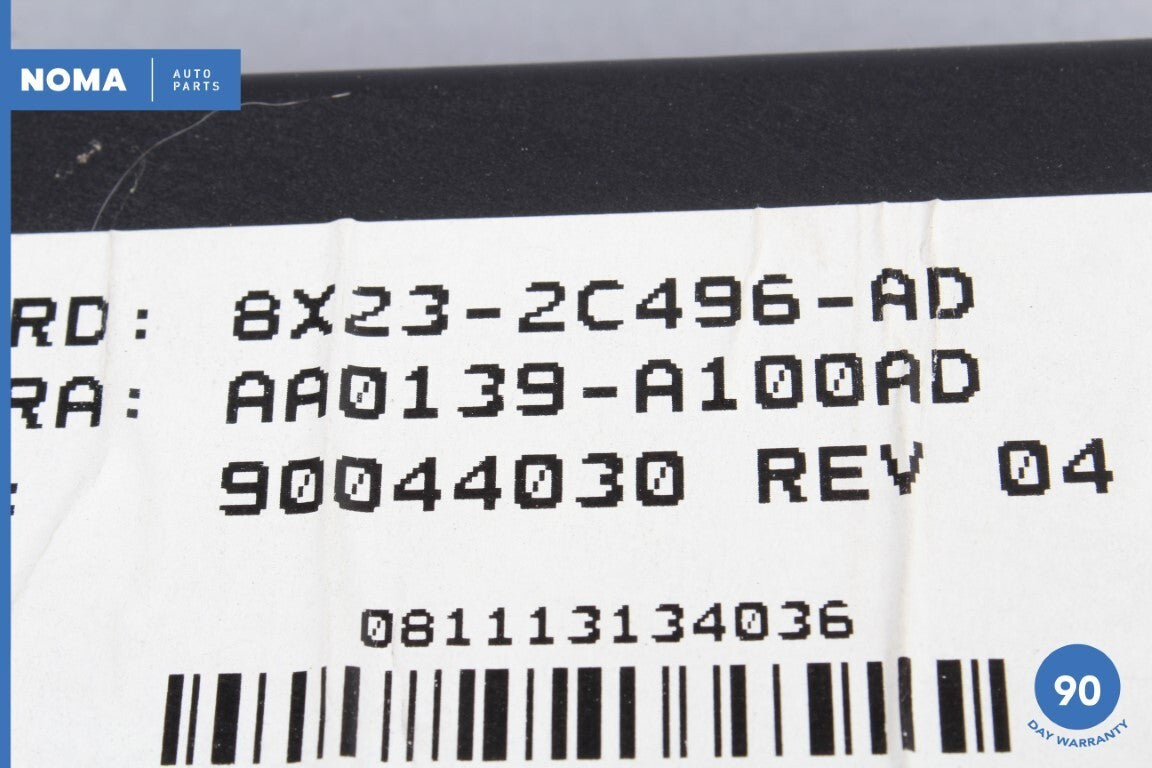 NOMA AUTO PARTS
RD: 8X23-2C496-AD
RA: AA0139-A100AD
: 90044030 REV 04
081113134036
90
DAY WARRANTY